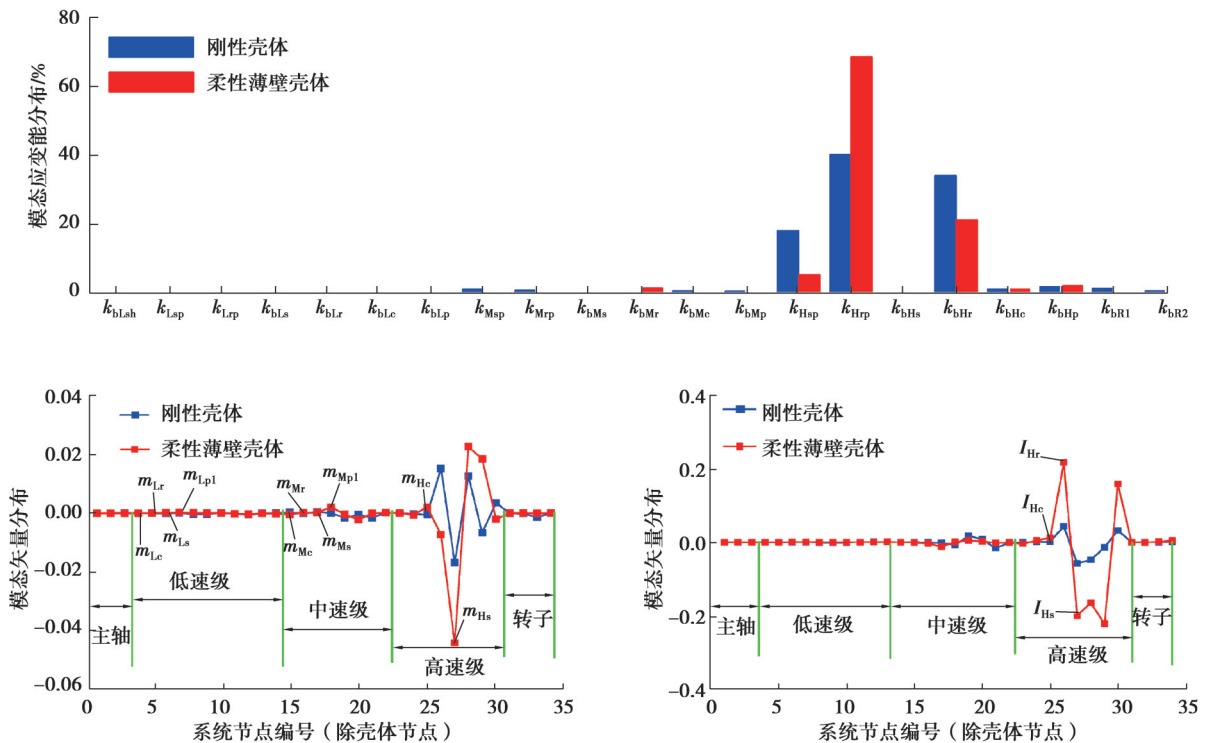 80
60
40
20
0
模态应变能分布/%
刚性壳体
柔性薄壁壳体
kbLsh kLsp kLrp kbLs kbLr kbLc kbLp kMsp kMrp kbMs kbMr kbMc kbMp kHsp kHrp kbHs kbHr kbHc kbHp kbR1 kbR2
0.04
0.02
0.00
−0.02
−0.04
−0.06
模态矢量分布
刚性壳体
柔性薄壁壳体
mLr
mLp1
mLc
mLs
mMr
mMp1
mMc
mMs
mHc
mHs
主轴
低速级
中速级
高速级
转子
0 5 10 15 20 25 30 35
系统节点编号（除壳体节点）
0.4
0.2
0.0
−0.2
−0.4
模态矢量分布
刚性壳体
柔性薄壁壳体
IHr
IHc
IHs
主轴
低速级
中速级
高速级
转子
0 5 10 15 20 25 30 35
系统节点编号（除壳体节点）